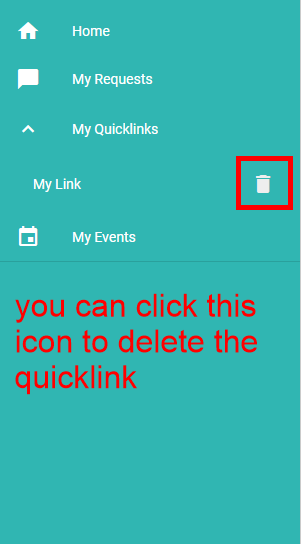 Home
My Requests
My Quicklinks
My Link
My Events
you can click this
icon to delete the
quicklink